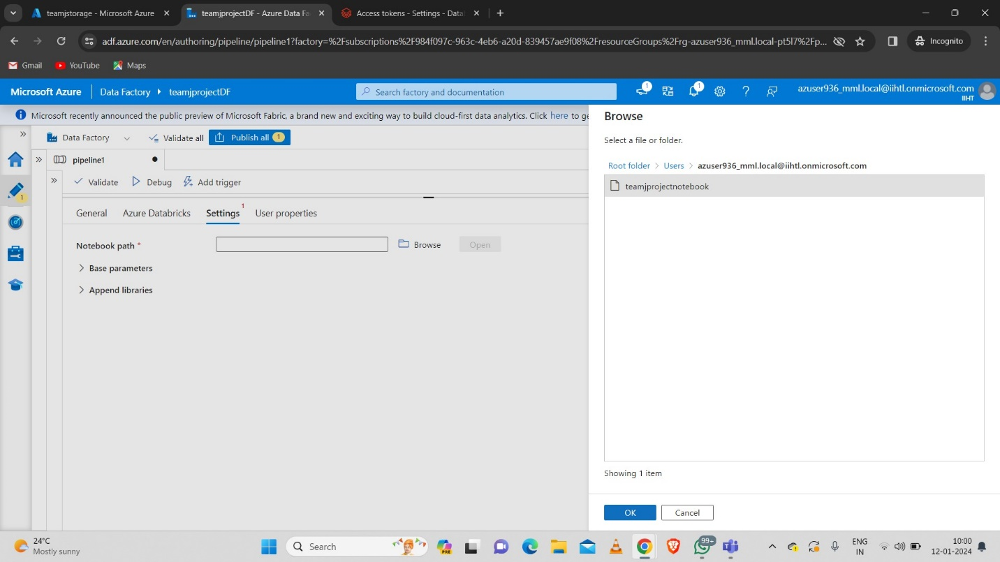 teamjstorage - Microsoft Azure
teamjprojectDF - Azure Data Fa
Access tokens - Settings - Datal
adf.azure.com/en/authoring/pipeline/pipeline1?factory=%2Fsubscriptions%2F984f097c-963c-4eb6-a20d-839457ae9f08%2FresourceGroups%2Frg-azuser936_mml.local-pt5l7%2Fp...
Incognito
Gmail
YouTube
Maps
Microsoft Azure
Data Factory
teamjprojectDF
Search factory and documentation
1
1
azuser936_mml.local@iihtl.onmicrosoft.com
IIHT
Microsoft recently announced the public preview of Microsoft Fabric, a brand new and exciting way to build cloud-first data analytics. Click here to ge
Data Factory
Validate all
Publish all 1
pipeline1
Validate
Debug
Add trigger
1
General
Azure Databricks
Settings 1
User properties
Notebook path *
Browse
Open
Base parameters
Append libraries
Browse
Select a file or folder.
Root folder > Users > azuser936_mml.local@iihtl.onmicrosoft.com
teamjprojectnotebook
Showing 1 item
OK
Cancel
24°C
Mostly sunny
Search
PRE
99+
ENG
IN
10:00
12-01-2024